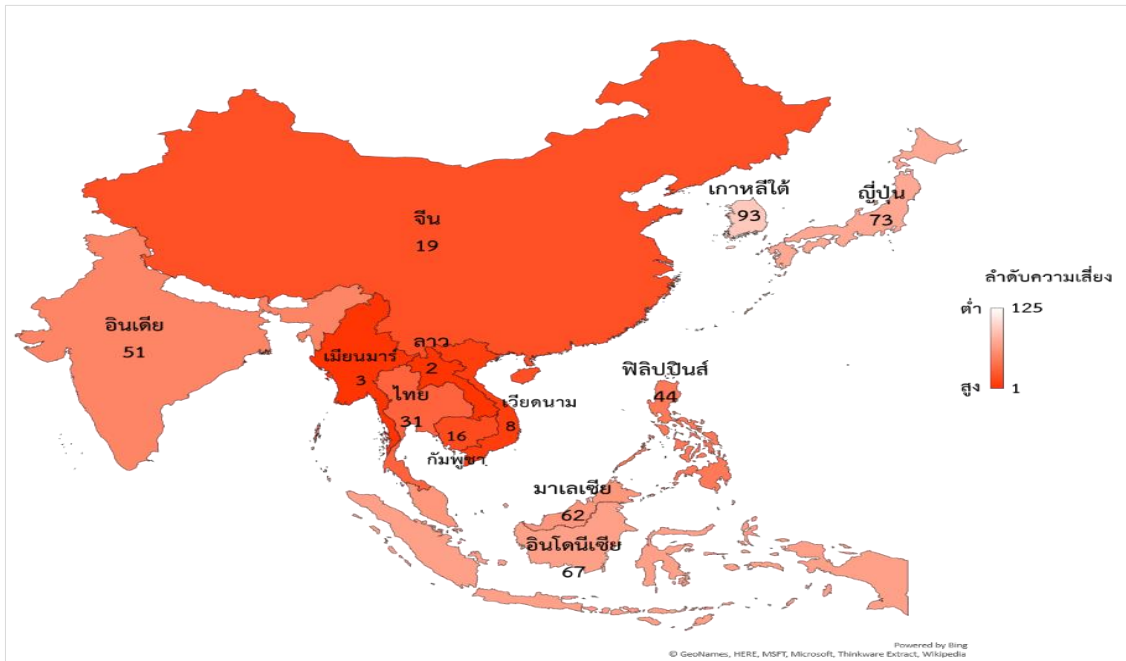 เกาหลีใต้
93
ญี่ปุ่น
73
จีน
19
ลำดับความเสี่ยง
ต่ำ 125
สูง 1
อินเดีย
51
ลาว
2
เมียนมาร์
3
ไทย
31
เวียดนาม
8
16
กัมพูชา
ฟิลิปปินส์
44
มาเลเซีย
62
อินโดนีเซีย
67
Powered by Bing
© GeoNames, HERE, MSFT, Microsoft, Thinkware Extract, Wikipedia